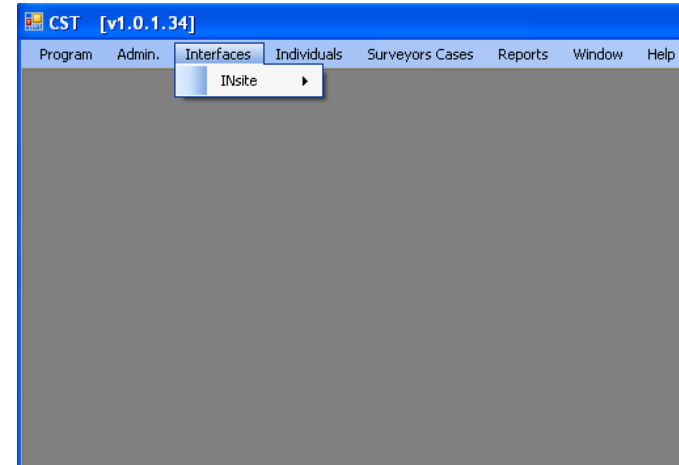 CST [v1.0.1.34]
Program Admin. Interfaces Individuals Surveyors Cases Reports Window Help
INsite